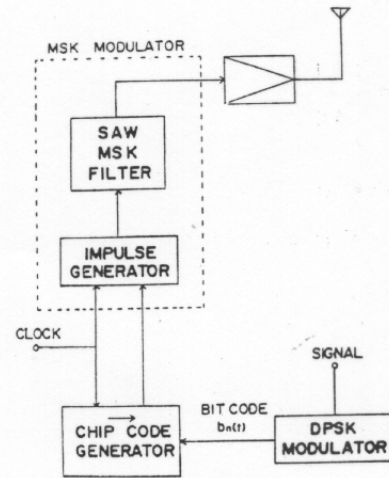 MSK MODULATOR
SAW
MSK
FILTER
IMPULSE
GENERATOR
CLOCK
SIGNAL
CHIP CODE
GENERATOR
BIT CODE
bn(t)
DPSK
MODULATOR